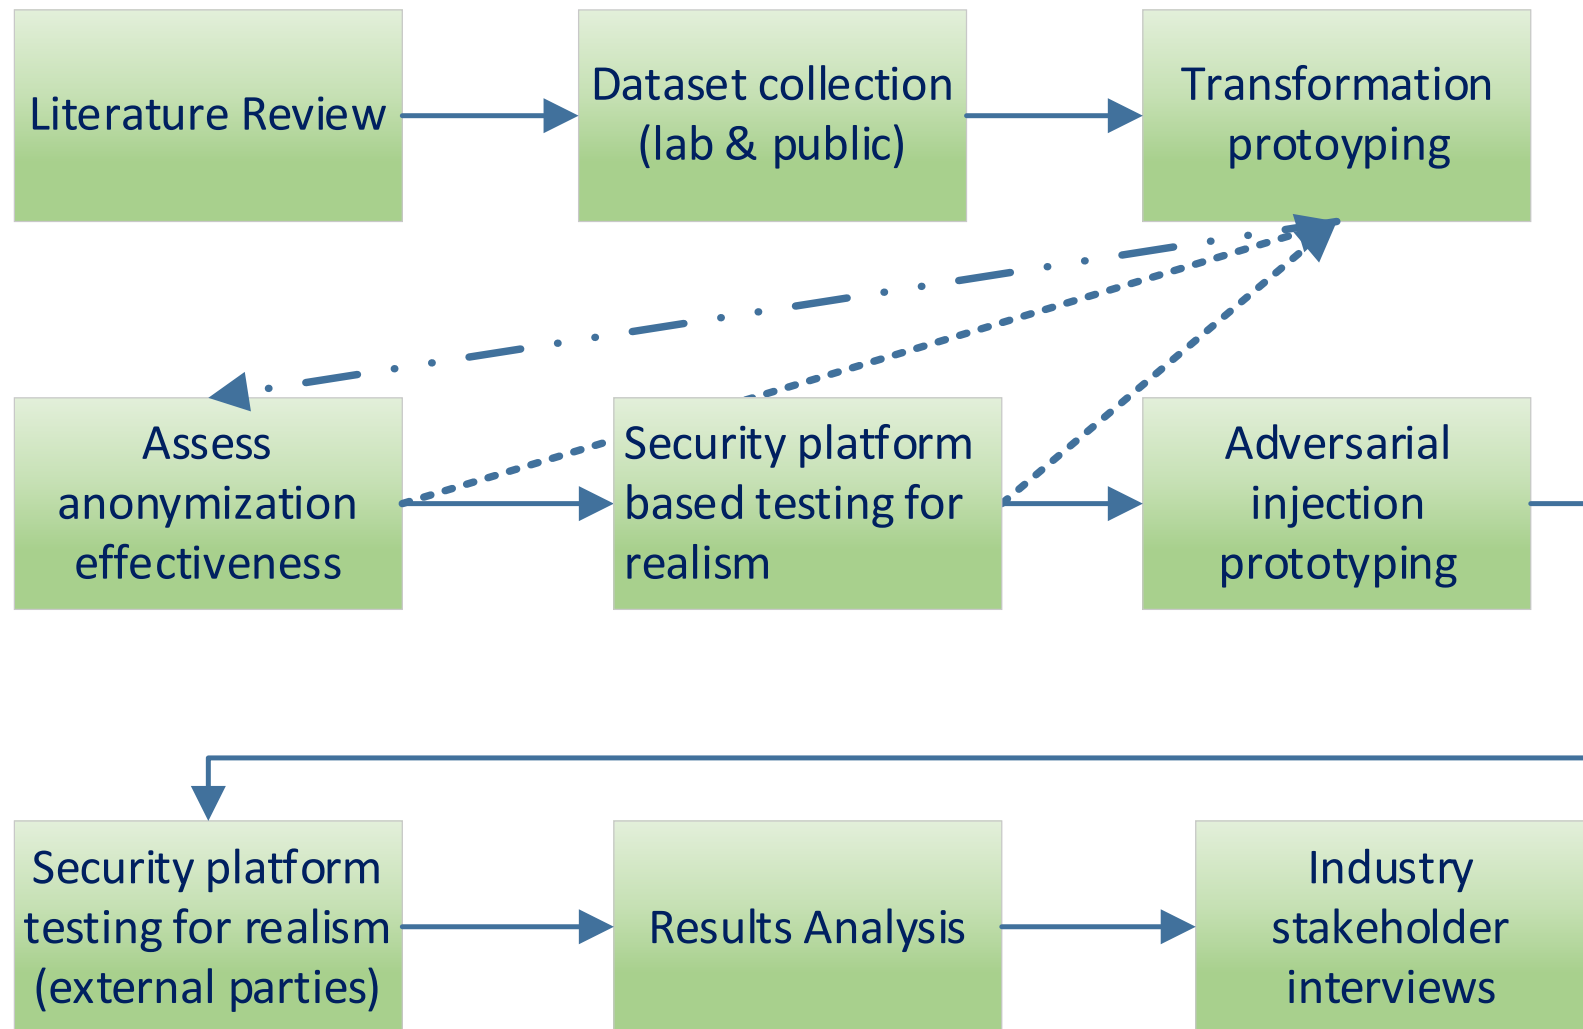 Literature Review
Dataset collection
(lab & public)
Transformation
protoyping
Assess
anonymization
effectiveness
Security platform
based testing for
realism
Adversarial
injection
prototyping
Security platform
testing for realism
(external parties)
Results Analysis
Industry
stakeholder
interviews